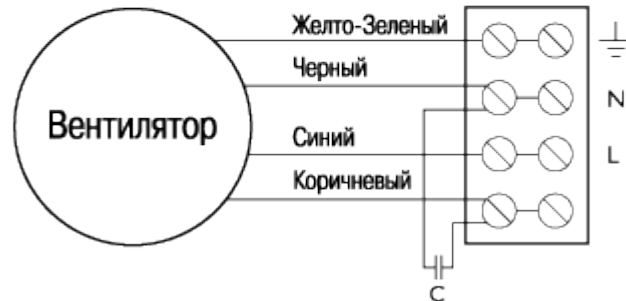 Желто-Зеленый
Черный
N
Вентилятор
Синий
L
Коричневый
C